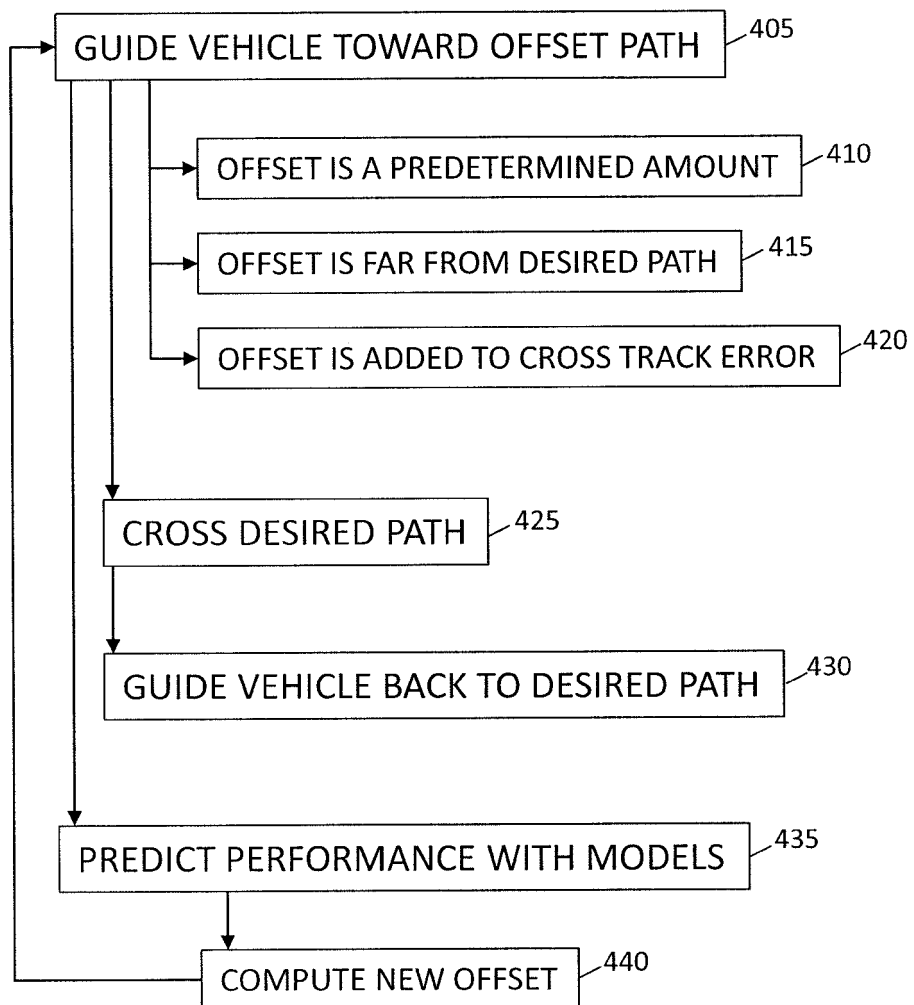 GUIDE VEHICLE TOWARD OFFSET PATH 405
OFFSET IS A PREDETERMINED AMOUNT 410
OFFSET IS FAR FROM DESIRED PATH 415
OFFSET IS ADDED TO CROSS TRACK ERROR 420
CROSS DESIRED PATH 425
GUIDE VEHICLE BACK TO DESIRED PATH 430
PREDICT PERFORMANCE WITH MODELS 435
COMPUTE NEW OFFSET 440